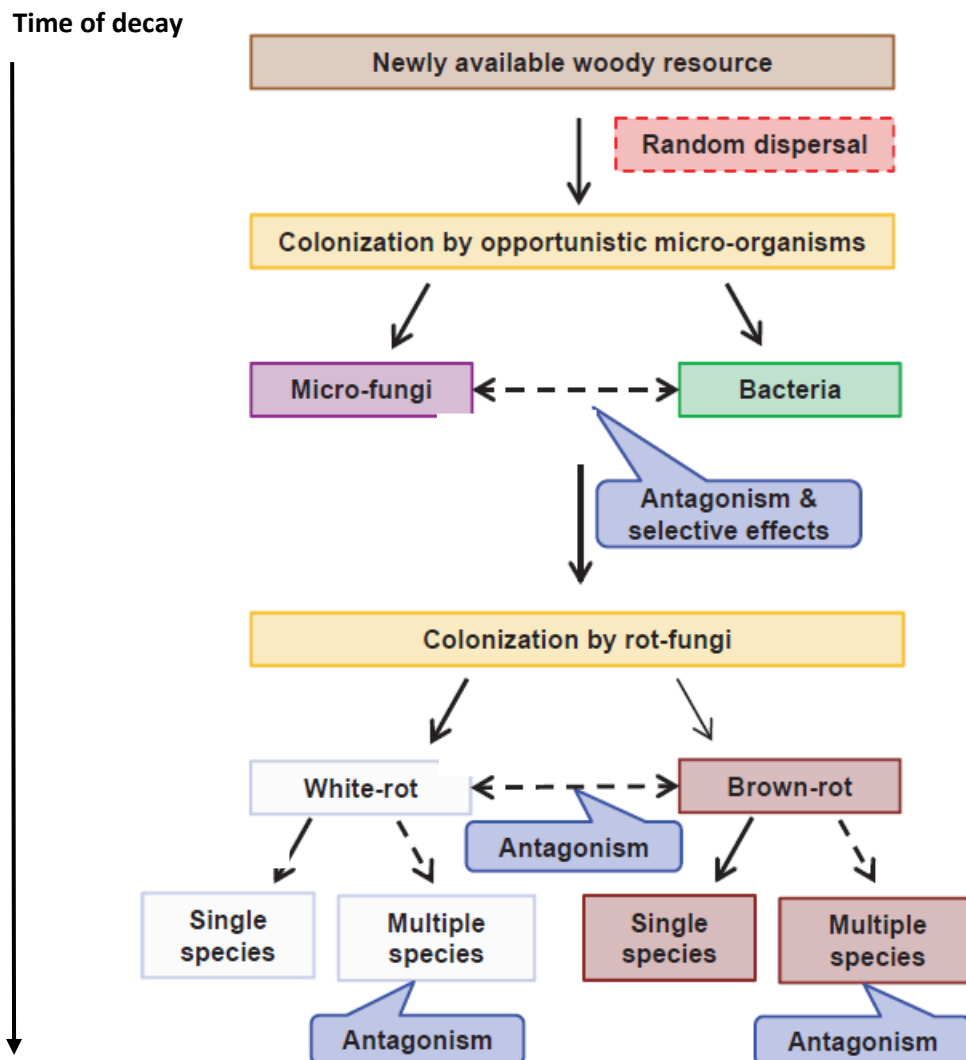 Time of decay
Newly available woody resource
Random dispersal
Colonization by opportunistic micro-organisms
Micro-fungi
Bacteria
Antagonism &
selective effects
Colonization by rot-fungi
White-rot
Brown-rot
Antagonism
Single
species
Multiple
species
Single
species
Multiple
species
Antagonism
Antagonism